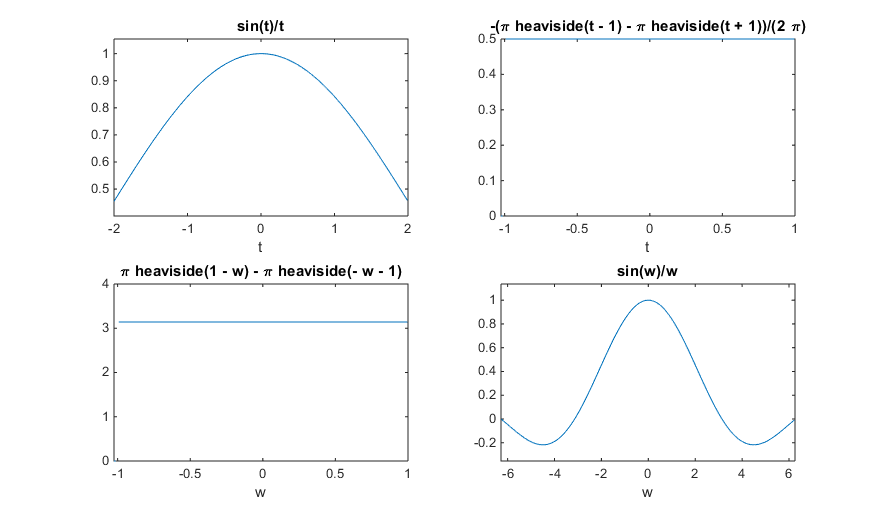 sin(t)/t
1
0.9
0.8
0.7
0.6
0.5
-2 -1 0 1 2
t
-(π heaviside(t - 1) - π heaviside(t + 1))/(2 π)
0.5
0.4
0.3
0.2
0.1
0
-1 -0.5 0 0.5 1
t
π heaviside(1 - w) - π heaviside(- w - 1)
4
3
2
1
0
-1 -0.5 0 0.5 1
w
sin(w)/w
1
0.8
0.6
0.4
0.2
0
-0.2
-6 -4 -2 0 2 4 6
w